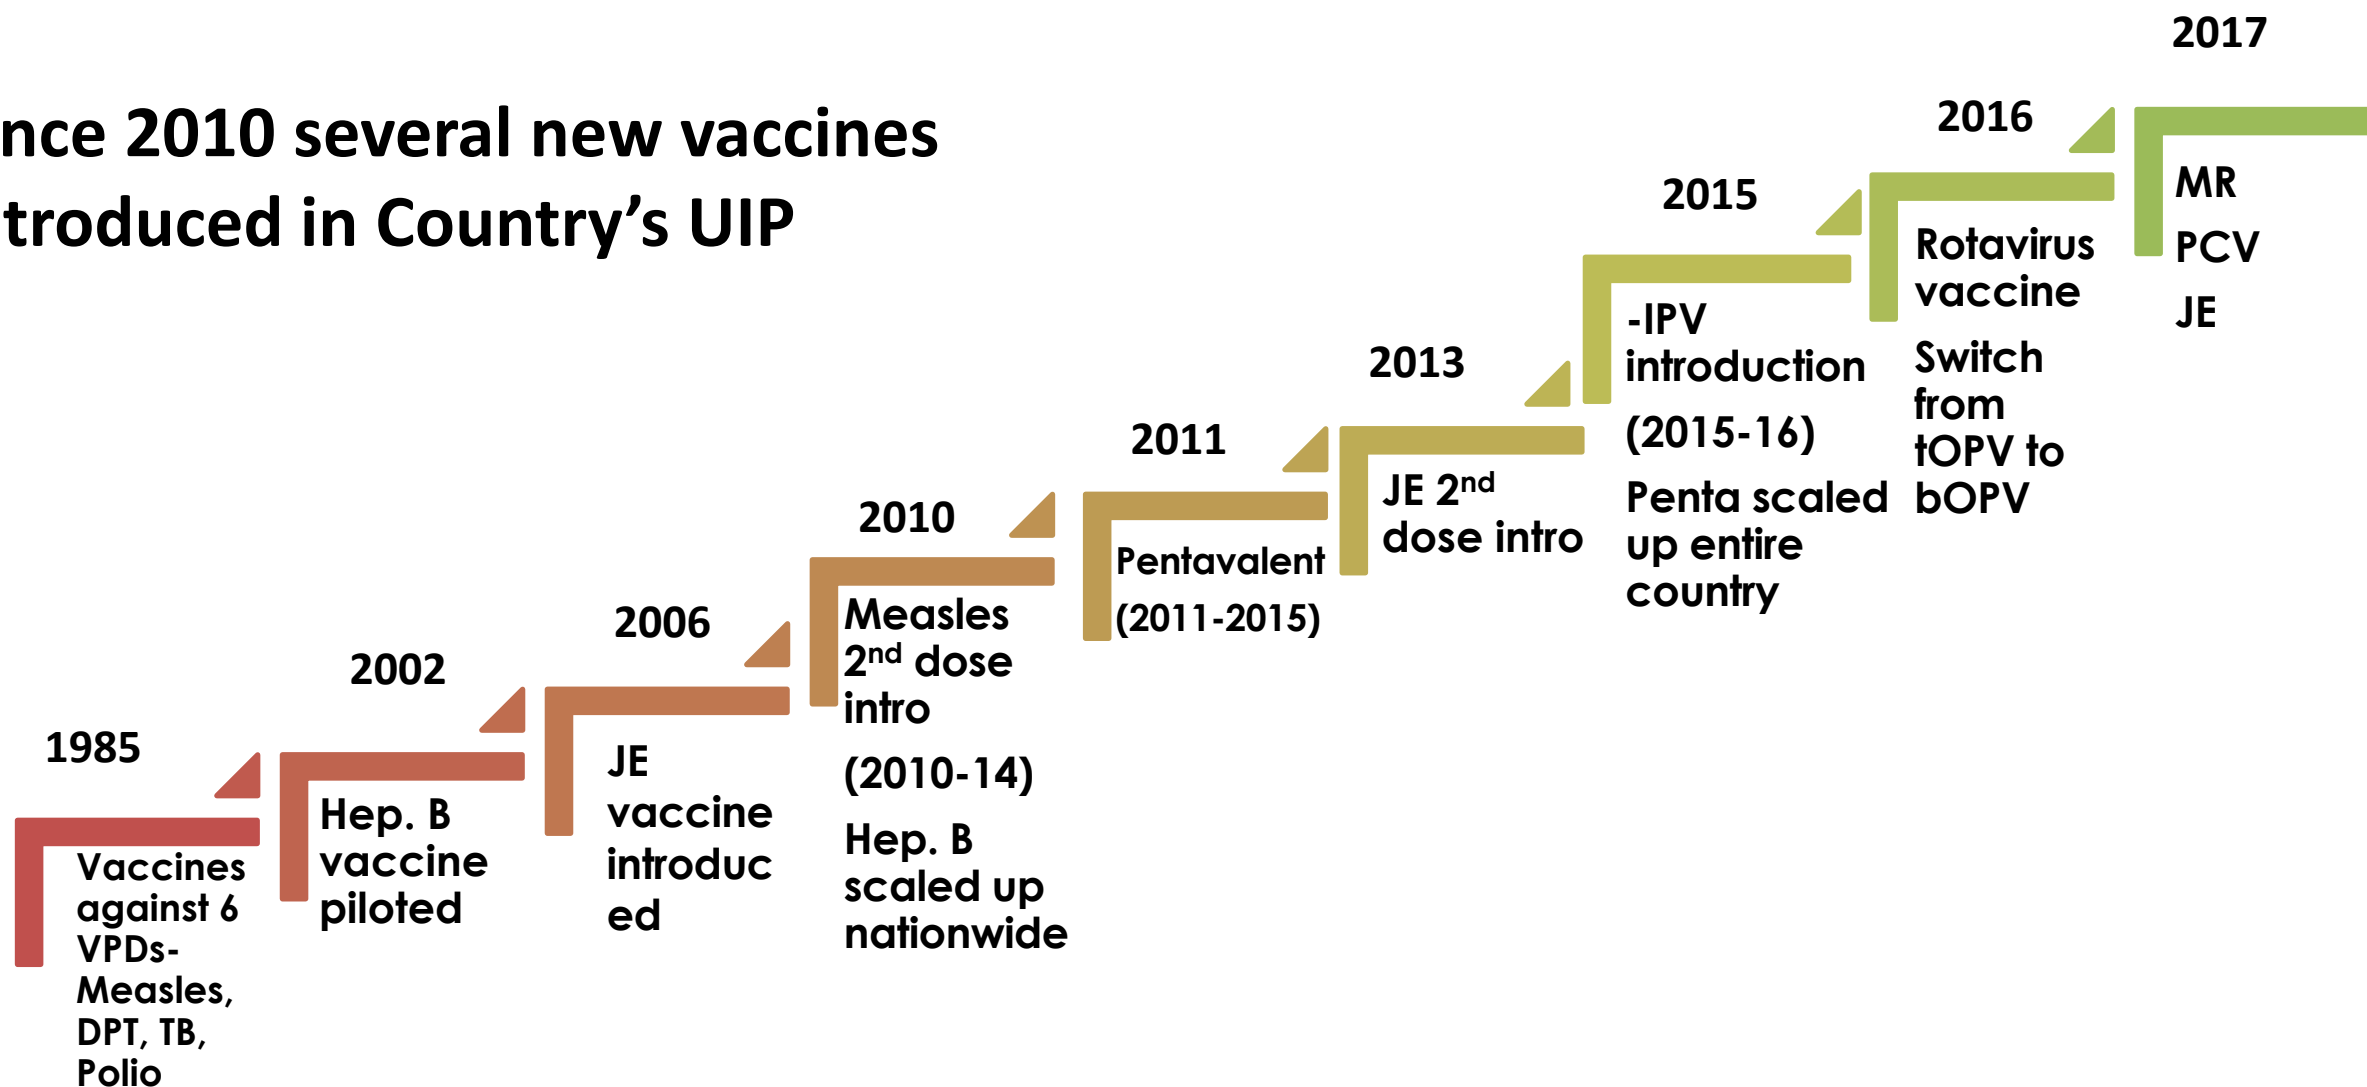 nce 2010 several new vaccines
troduced in Country’s UIP
1985
Vaccines
against 6
VPDs-
Measles,
DPT, TB,
Polio
2002
Hep. B
vaccine
piloted
2006
JE
vaccine
introduc
ed
2010
Measles
2nd dose
intro
(2010-14)
Hep. B
scaled up
nationwide
2011
Pentavalent
(2011-2015)
2013
JE 2nd
dose intro
2015
-IPV
introduction
(2015-16)
Penta scaled
up entire
country
2016
Rotavirus
vaccine
Switch
from
tOPV to
bOPV
2017
MR
PCV
JE